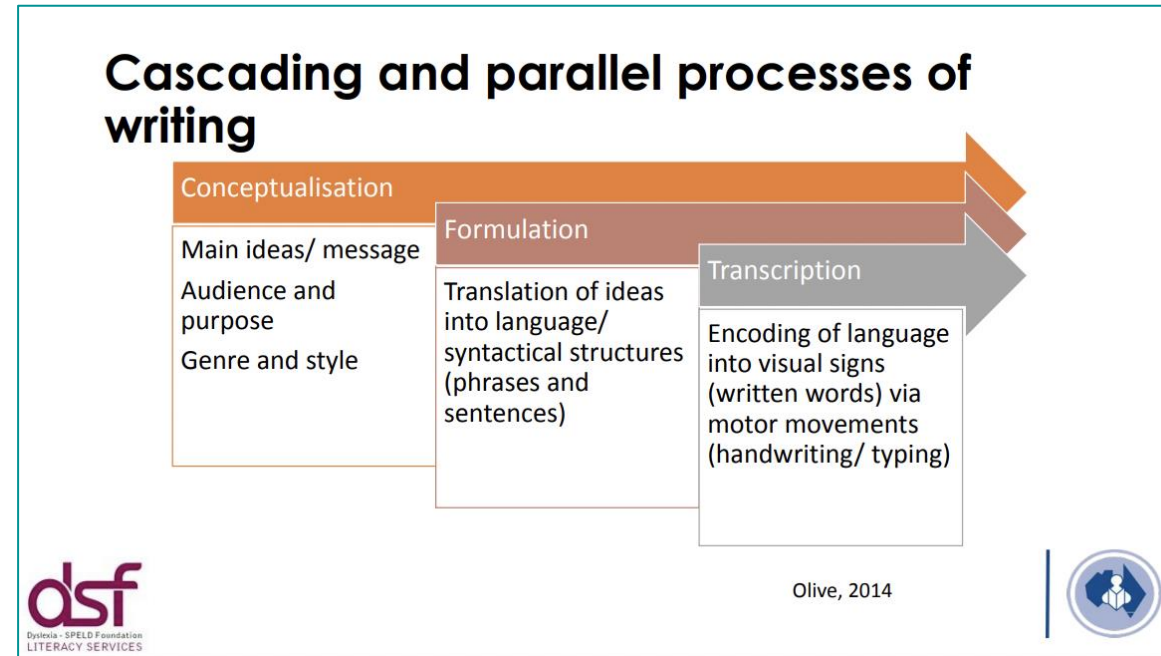 Cascading and parallel processes of
writing
Conceptualisation
Main ideas/ message
Audience and
purpose
Genre and style
Formulation
Translation of ideas
into language/
syntactical structures
(phrases and
sentences)
Transcription
Encoding of language
into visual signs
(written words) via
motor movements
(handwriting/ typing)
Olive, 2014
dsf
Dyslexia - SPELD Foundation
LITERACY SERVICES